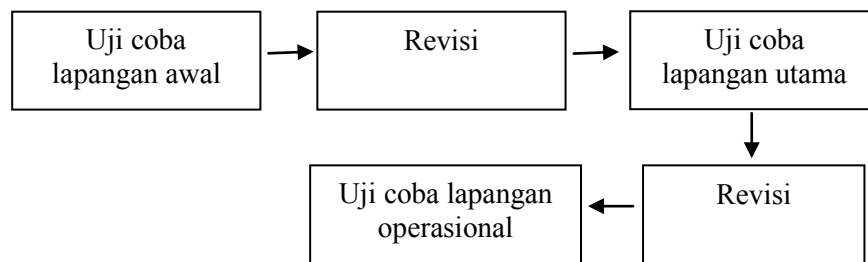 Uji coba
lapangan awal
Revisi
Uji coba
lapangan utama
Revisi
Uji coba lapangan
operasional